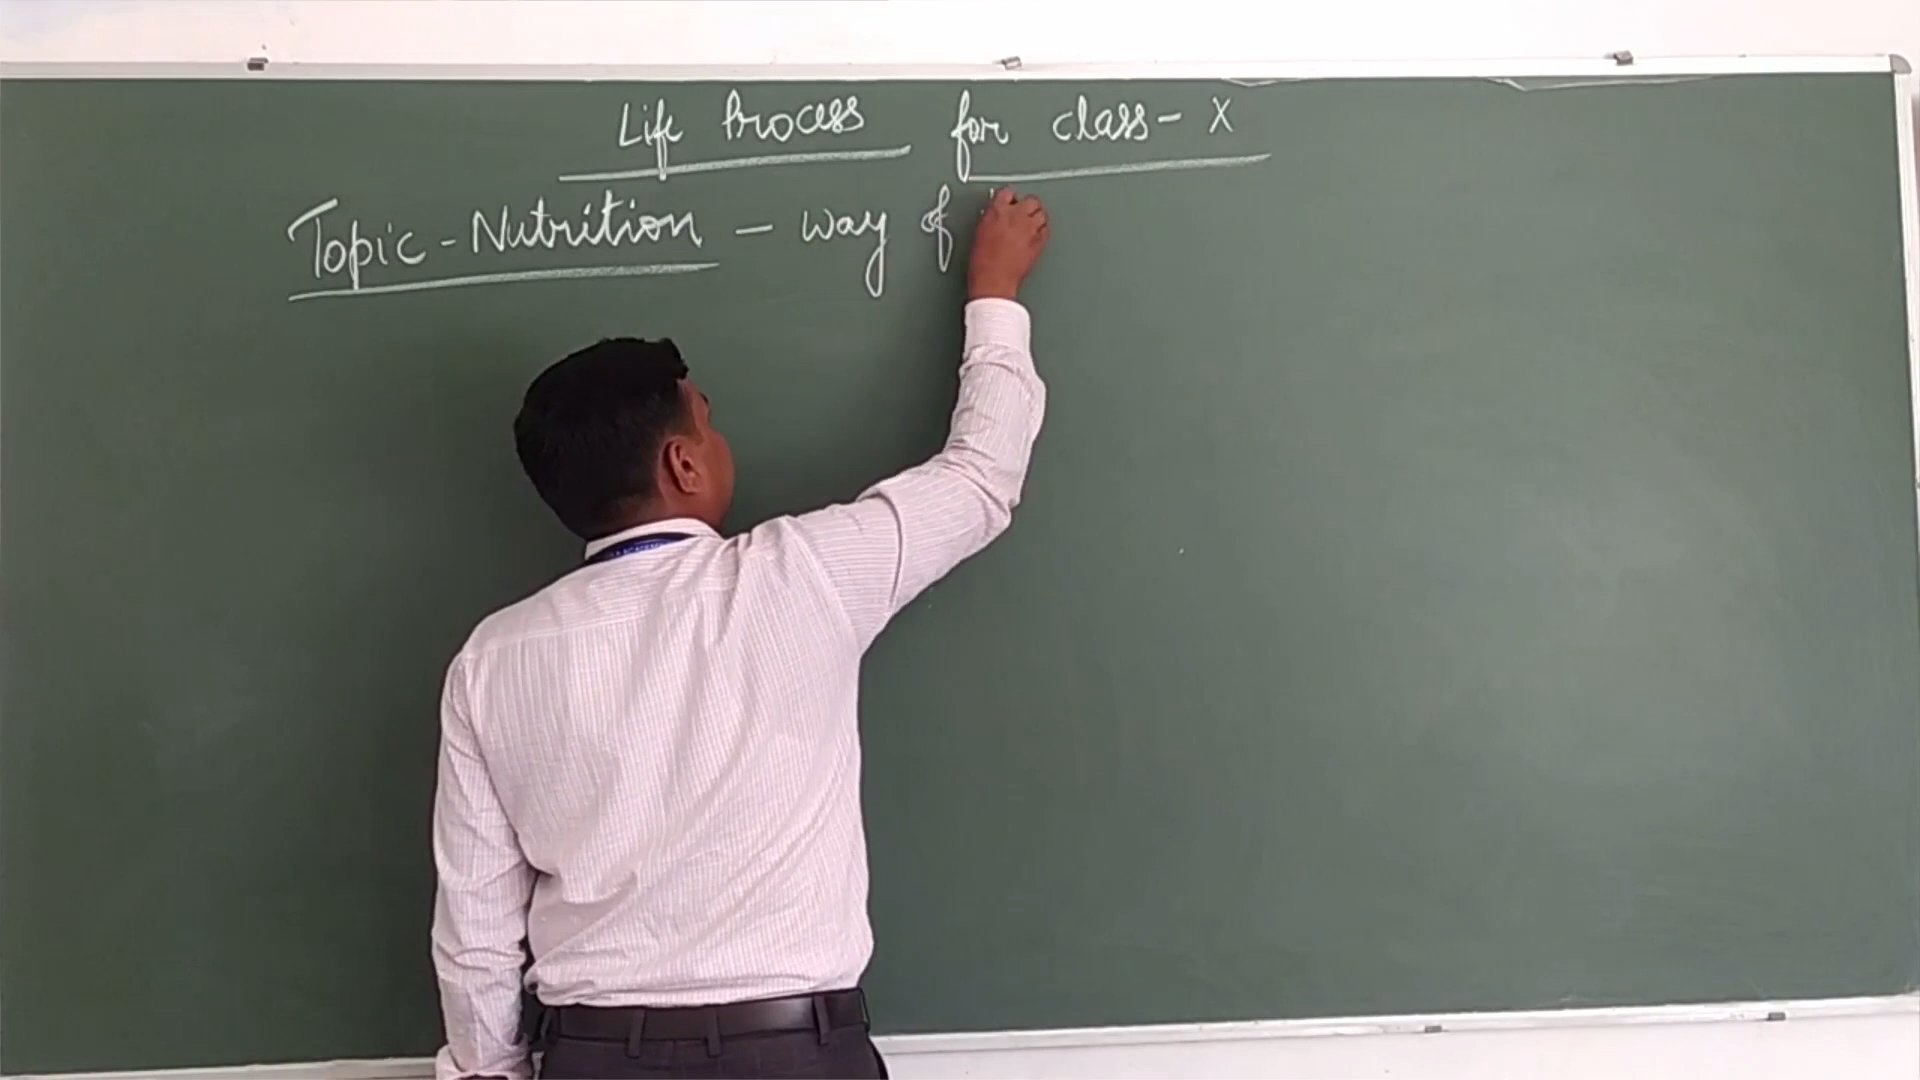 Life Process for class - X
Topic - Nutrition - way of